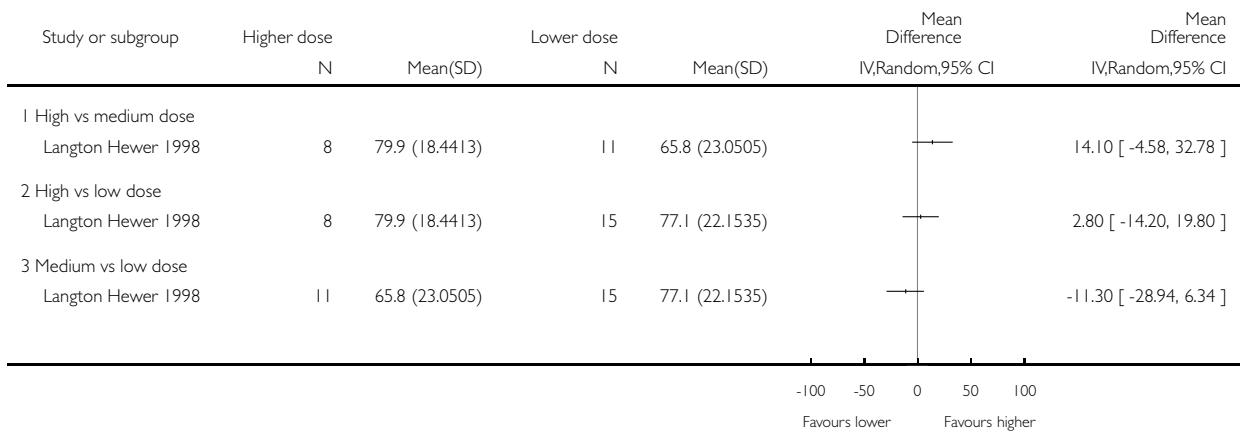 Study or subgroup Higher dose Lower dose Mean Difference Mean Difference
N Mean(SD) N Mean(SD) IV,Random,95% CI IV,Random,95% CI
1 High vs medium dose
Langton Hewer 1998 8 79.9 (18.4413) 11 65.8 (23.0505) 14.10 [ -4.58, 32.78 ]
2 High vs low dose
Langton Hewer 1998 8 79.9 (18.4413) 15 77.1 (22.1535) 2.80 [ -14.20, 19.80 ]
3 Medium vs low dose
Langton Hewer 1998 11 65.8 (23.0505) 15 77.1 (22.1535) -11.30 [ -28.94, 6.34 ]
-100 -50 0 50 100
Favours lower Favours higher